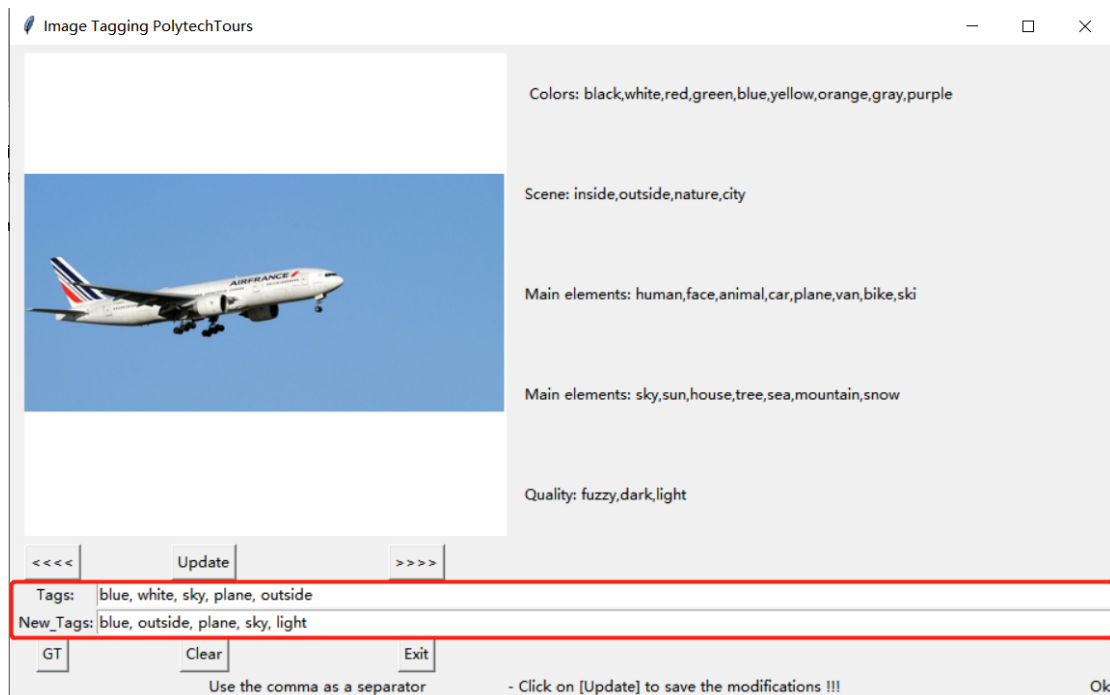 Image Tagging PolytechTours
Colors: black,white,red,green,blue,yellow,orange,gray,purple
Scene: inside,outside,nature,city
AIRFRANCE
Main elements: human,face,animal,car,plane,van,bike,ski
Main elements: sky,sun,house,tree,sea,mountain,snow
Quality: fuzzy,dark,light
<<<< Update >>>>
Tags: blue, white, sky, plane, outside
New_Tags: blue, outside, plane, sky, light
GT Clear Exit
Use the comma as a separator - Click on [Update] to save the modifications !!! Ok